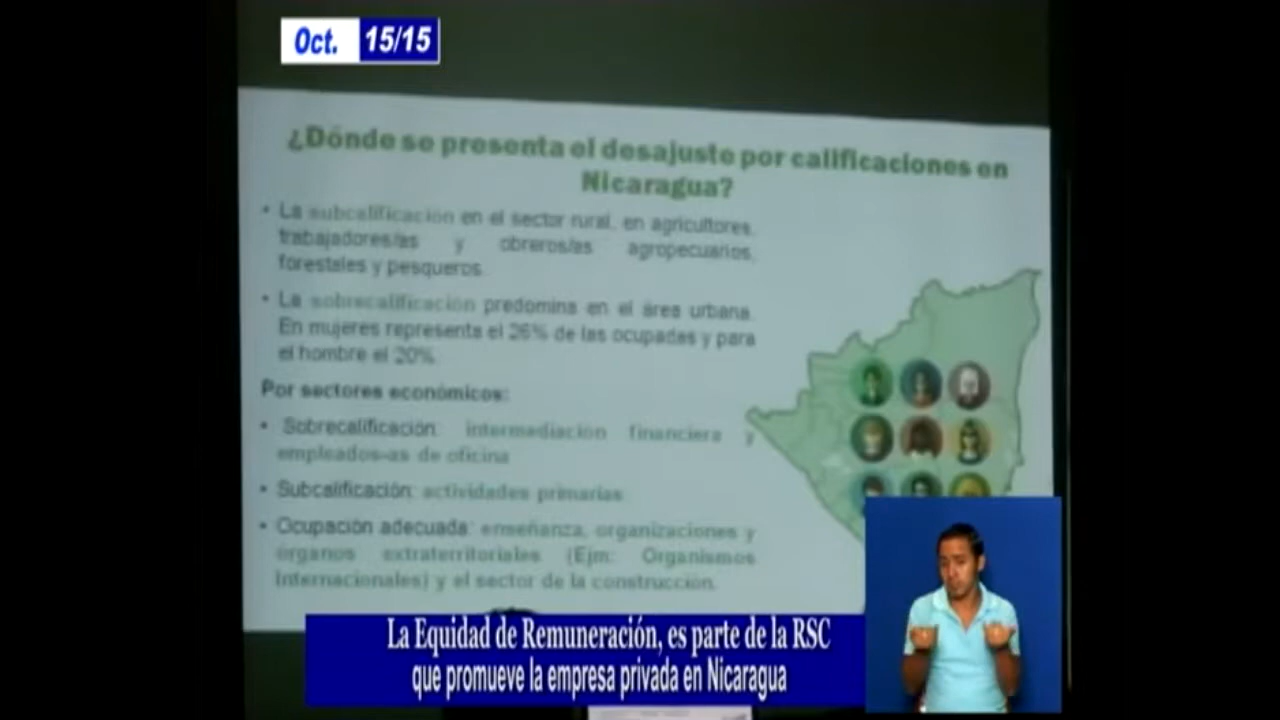 Oct. 15/15
¿Dónde se presenta el desajuste por calificaciones en
Nicaragua?
• La subcalificación en el sector rural, en agricultores,
trabajadores/as y obreros/as agropecuarios,
forestales y pesqueros.
• La sobrecalificación predomina en el área urbana.
En mujeres representa el 26% de las ocupadas y para
el hombre el 20%.
Por sectores económicos:
• Sobrecalificación: intermediación financiera y
empleados-as de oficina
• Subcalificación: actividades primarias
• Ocupación adecuada: enseñanza, organizaciones y
órganos extraterritoriales (Ejm: Organismos
Internacionales) y el sector de la construcción.
La Equidad de Remuneración, es parte de la RSC
que promueve la empresa privada en Nicaragua